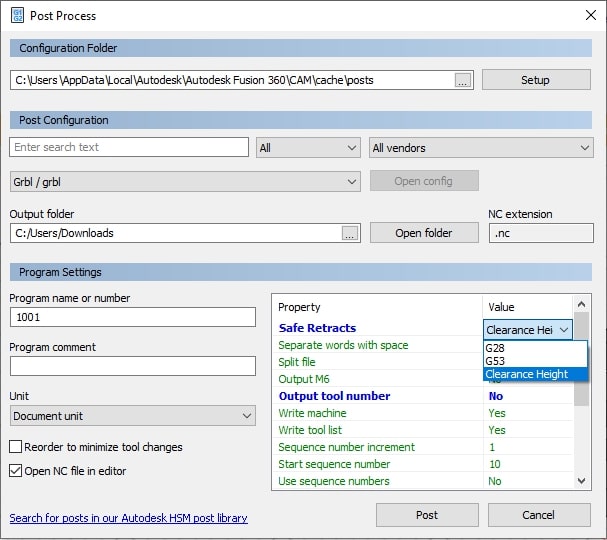 G1
G2
Post Process
Configuration Folder
C:\Users \AppData\Local\Autodesk\Autodesk Fusion 360\CAM\cache\posts
...
Setup
Post Configuration
Enter search text
All
All vendors
Grbl / grbl
Open config
Output folder
NC extension
C:/Users/Downloads
...
Open folder
.nc
Program Settings
Program name or number
1001
Program comment
Unit
Document unit
Reorder to minimize tool changes
Open NC file in editor
Search for posts in our Autodesk HSM post library
Property Value
Safe Retracts Clearance Hei
G28
G53
Clearance Height
Separate words with space
Split file
Output M6
Output tool number No
Write machine Yes
Write tool list Yes
Sequence number increment 1
Start sequence number 10
Use sequence numbers No
Post
Cancel